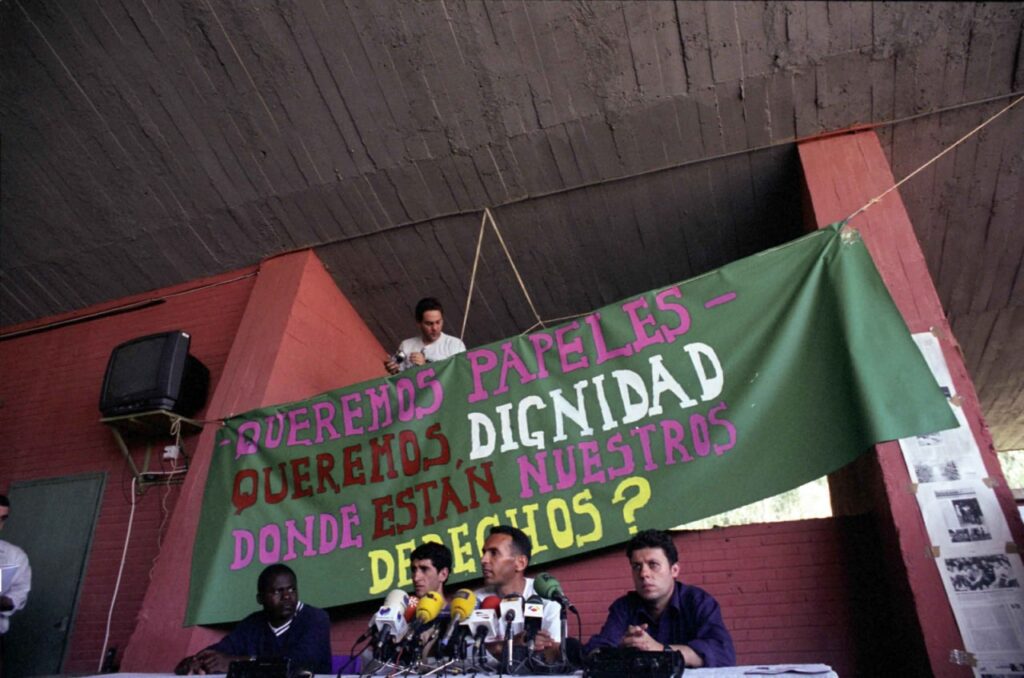 -QUEREMOS PAPELES-
QUEREMOS DIGNIDAD
DONDE ESTÁN NUESTROS
DERECHOS?